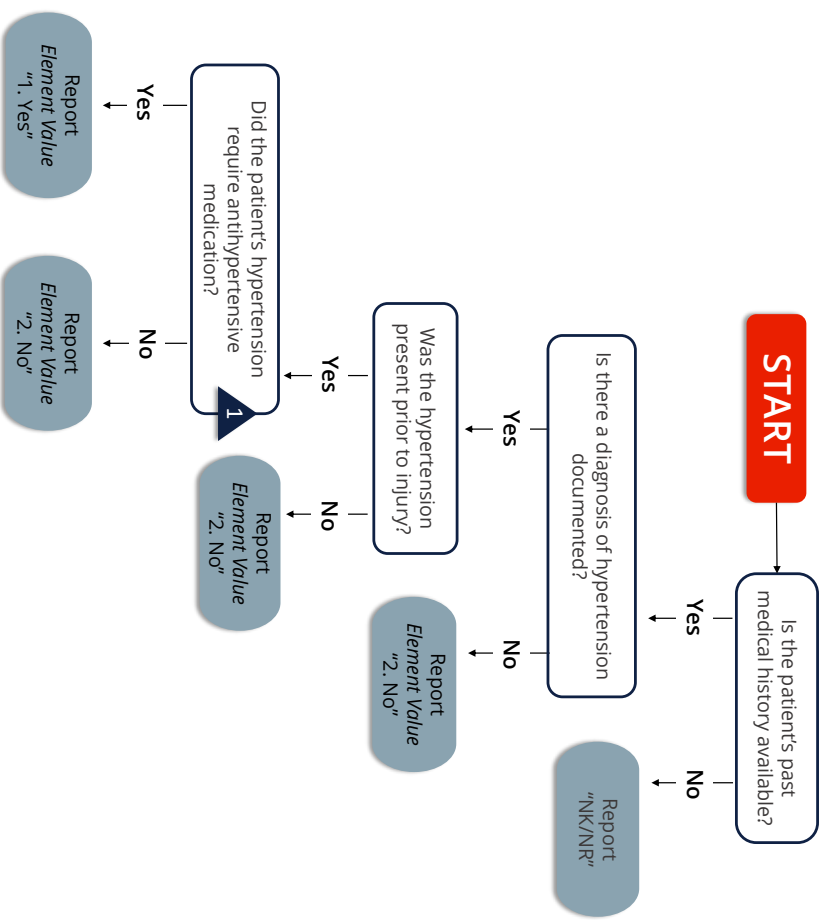 START
Is the patient's past
medical history available?
Yes
No
Report
"NK/NR"
Is there a diagnosis of hypertension
documented?
Yes
No
Report
Element Value
"2. No"
Was the hypertension
present prior to injury?
Yes
No
Report
Element Value
"2. No"
Did the patient's hypertension
require antihypertensive
medication?
1
Yes
No
Report
Element Value
"1. Yes"
Report
Element Value
"2. No"